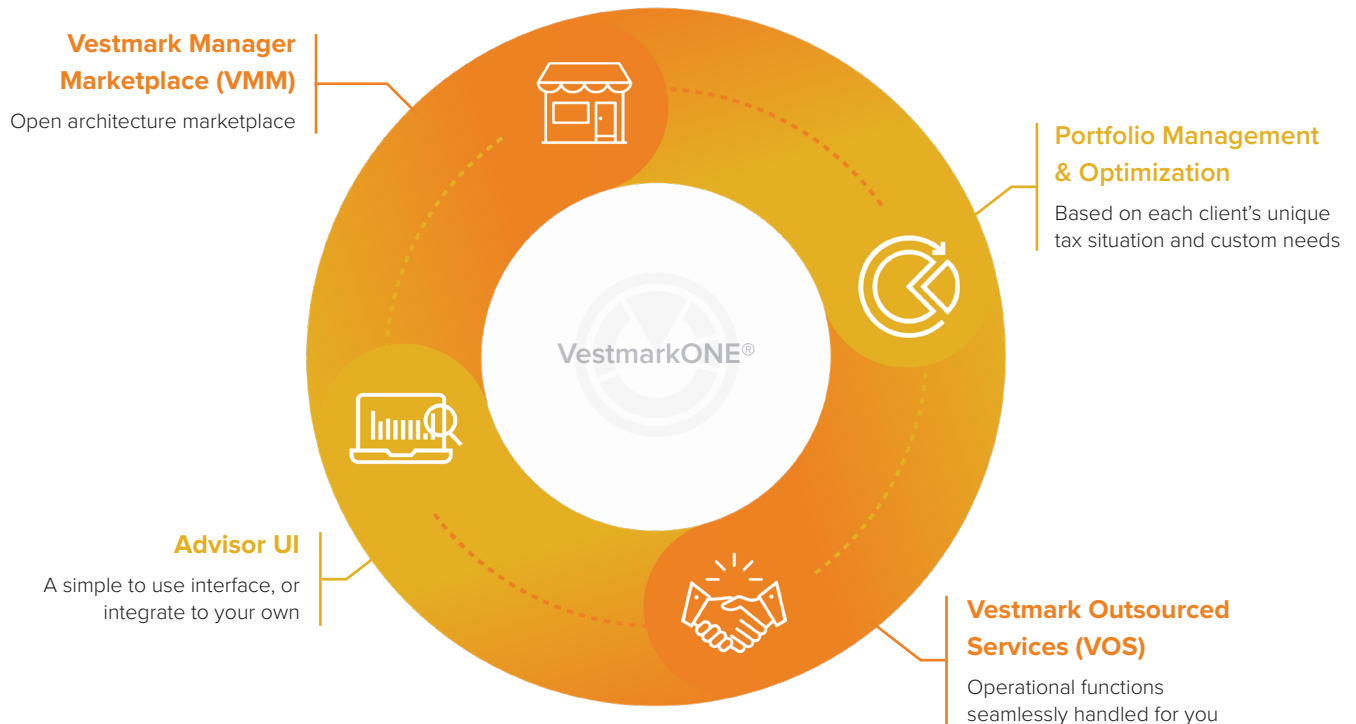 Vestmark Manager
Marketplace (VMM)
Open architecture marketplace
Portfolio Management
& Optimization
Based on each client’s unique
tax situation and custom needs
VestmarkONE®
Advisor UI
A simple to use interface, or
integrate to your own
Vestmark Outsourced
Services (VOS)
Operational functions
seamlessly handled for you